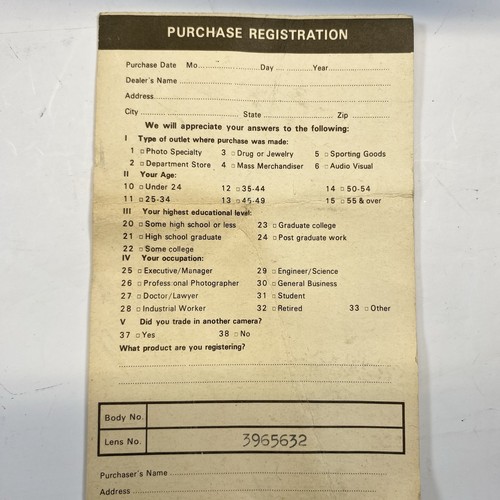 PURCHASE REGISTRATION
Purchase Date Mo. Day Year
Dealer's Name
Address
City State Zip
We will appreciate your answers to the following:
I Type of outlet where purchase was made:
1 □ Photo Specialty 3 □ Drug or Jewelry 5 □ Sporting Goods
2 □ Department Store 4 □ Mass Merchandiser 6 □ Audio Visual
II Your Age:
10 □ Under 24 12 □ 35-44 14 □ 50-54
11 □ 25-34 13 □ 45-49 15 □ 55 & over
III Your highest educational level:
20 □ Some high school or less 23 □ Graduate college
21 □ High school graduate 24 □ Post graduate work
22 □ Some college
IV Your occupation:
25 □ Executive/Manager 29 □ Engineer/Science
26 □ Professional Photographer 30 □ General Business
27 □ Doctor/Lawyer 31 □ Student
28 □ Industrial Worker 32 □ Retired 33 □ Other
V Did you trade in another camera?
37 □ Yes 38 □ No
What product are you registering?
Body No.
Lens No. 3965632
Purchaser's Name
Address